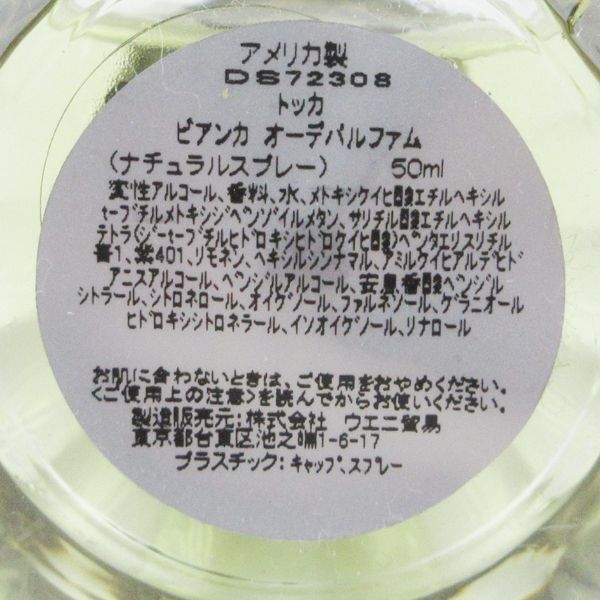 アメリカ製
DS72308
トッカ
ビアンカ オーデパルファム
(ナチュラルスプレー) 50ml
変性アルコール、香料、水、メトキシケイヒ酸エチルヘキシル
t-ブチルメトキシジベンゾイルメタン、サリチル酸エチルヘキシル
テトラ(ジ-t-ブチルヒドロキシヒドロケイヒ酸)ペンタエリスリチル
1、紫401、リモネン、ヘキシルシンナマル、アミルケイヒアルデヒド
アニスアルコール、ベンジルアルコール、安息香酸ベンジル
シトラール、シトロネロール、オイゲノール、ファルネソール、ゲラニオール
ヒドロキシシトロネラール、イソオイゲノール、リナロール
お肌に合わないときは、ご使用をおやめください。
<ご使用上の注意>を読んでからお使いください。
製造販売元:株式会社 ウエニ貿易
東京都台東区池之端1-6-17
プラスチック:キャップ、スプレー